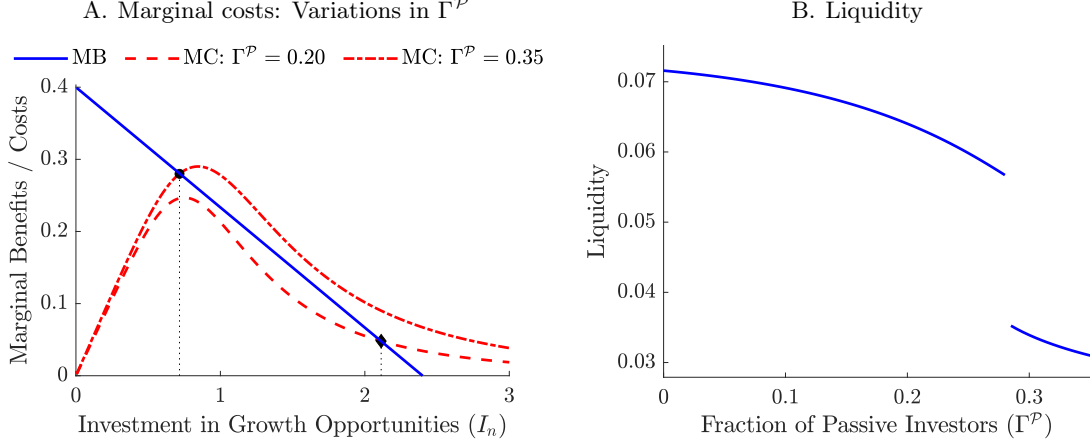 A. Marginal costs: Variations in Γ^𝒫
MB MC: Γ^𝒫 = 0.20 MC: Γ^𝒫 = 0.35
Marginal Benefits / Costs
0.4
0.3
0.2
0.1
0
0 1 2 3
Investment in Growth Opportunities (I_n)
B. Liquidity
Liquidity
0.07
0.06
0.05
0.04
0.03
0 0.1 0.2 0.3
Fraction of Passive Investors (Γ^𝒫)